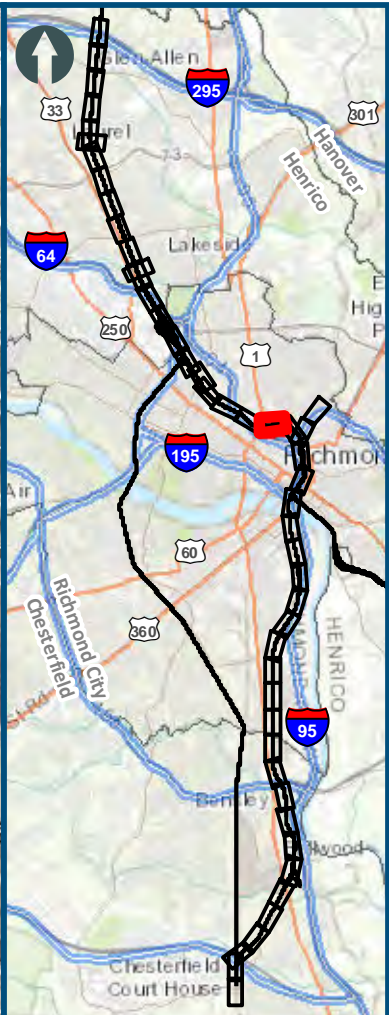 Glen Allen
295
33
301
Laurel
73
Hanover
Henrico
Lakeside
64
250
1
195
Air
60
Richmond City
Chesterfield
360
HENRICO
95
Bensley
Chesterfield
Court House